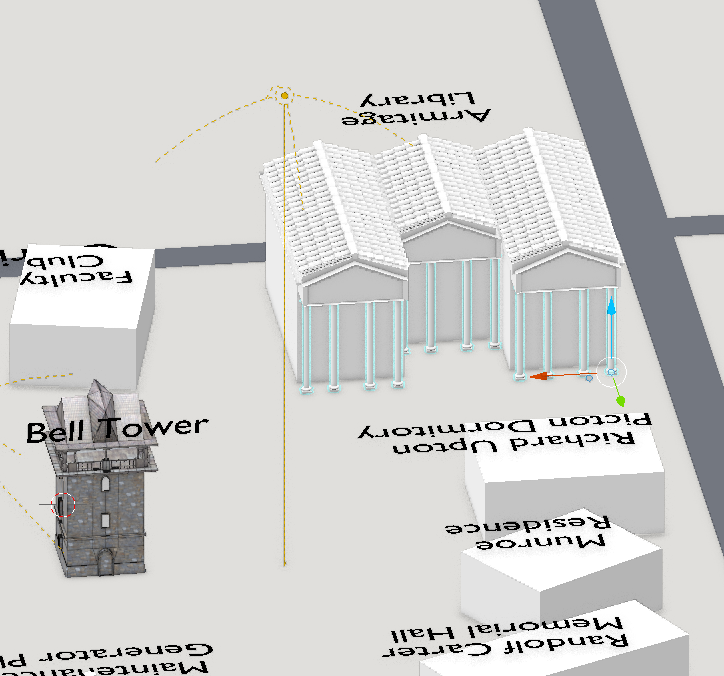 Armitage
Library
Faculty
Club
Bell Tower
Richard Upton
Picton Dormitory
Munroe
Residence
Randolf Carter
Memorial Hall
Maintenance
Generator